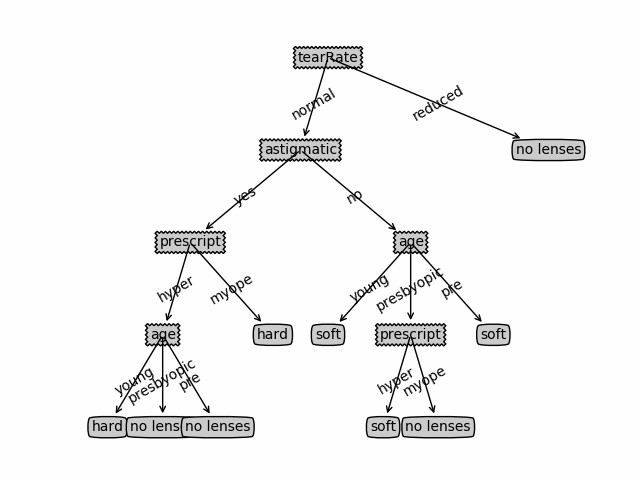 tearRate
normal
reduced
astigmatic
no lenses
yes
no
prescript
age
hyper
myope
young
presbyopic
pre
age
hard
soft
prescript
soft
young
presbyopic
pre
hyper
myope
hard
no lens
no lenses
soft
no lenses